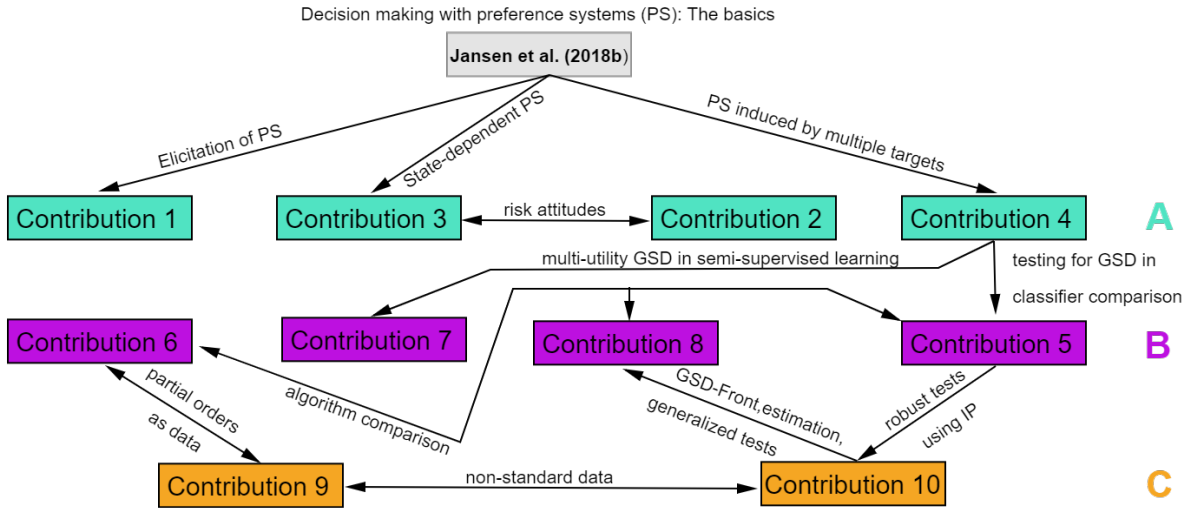 Decision making with preference systems (PS): The basics
Jansen et al. (2018b)
Elicitation of PS
State-dependent PS
PS induced by multiple targets
Contribution 1
Contribution 3
risk attitudes
Contribution 2
Contribution 4
A
multi-utility GSD in semi-supervised learning
testing for GSD in
classifier comparison
Contribution 6
Contribution 7
Contribution 8
Contribution 5
B
partial orders
as data
algorithm comparison
GSD-Front,estimation,
generalized tests
robust tests
using IP
Contribution 9
non-standard data
Contribution 10
C